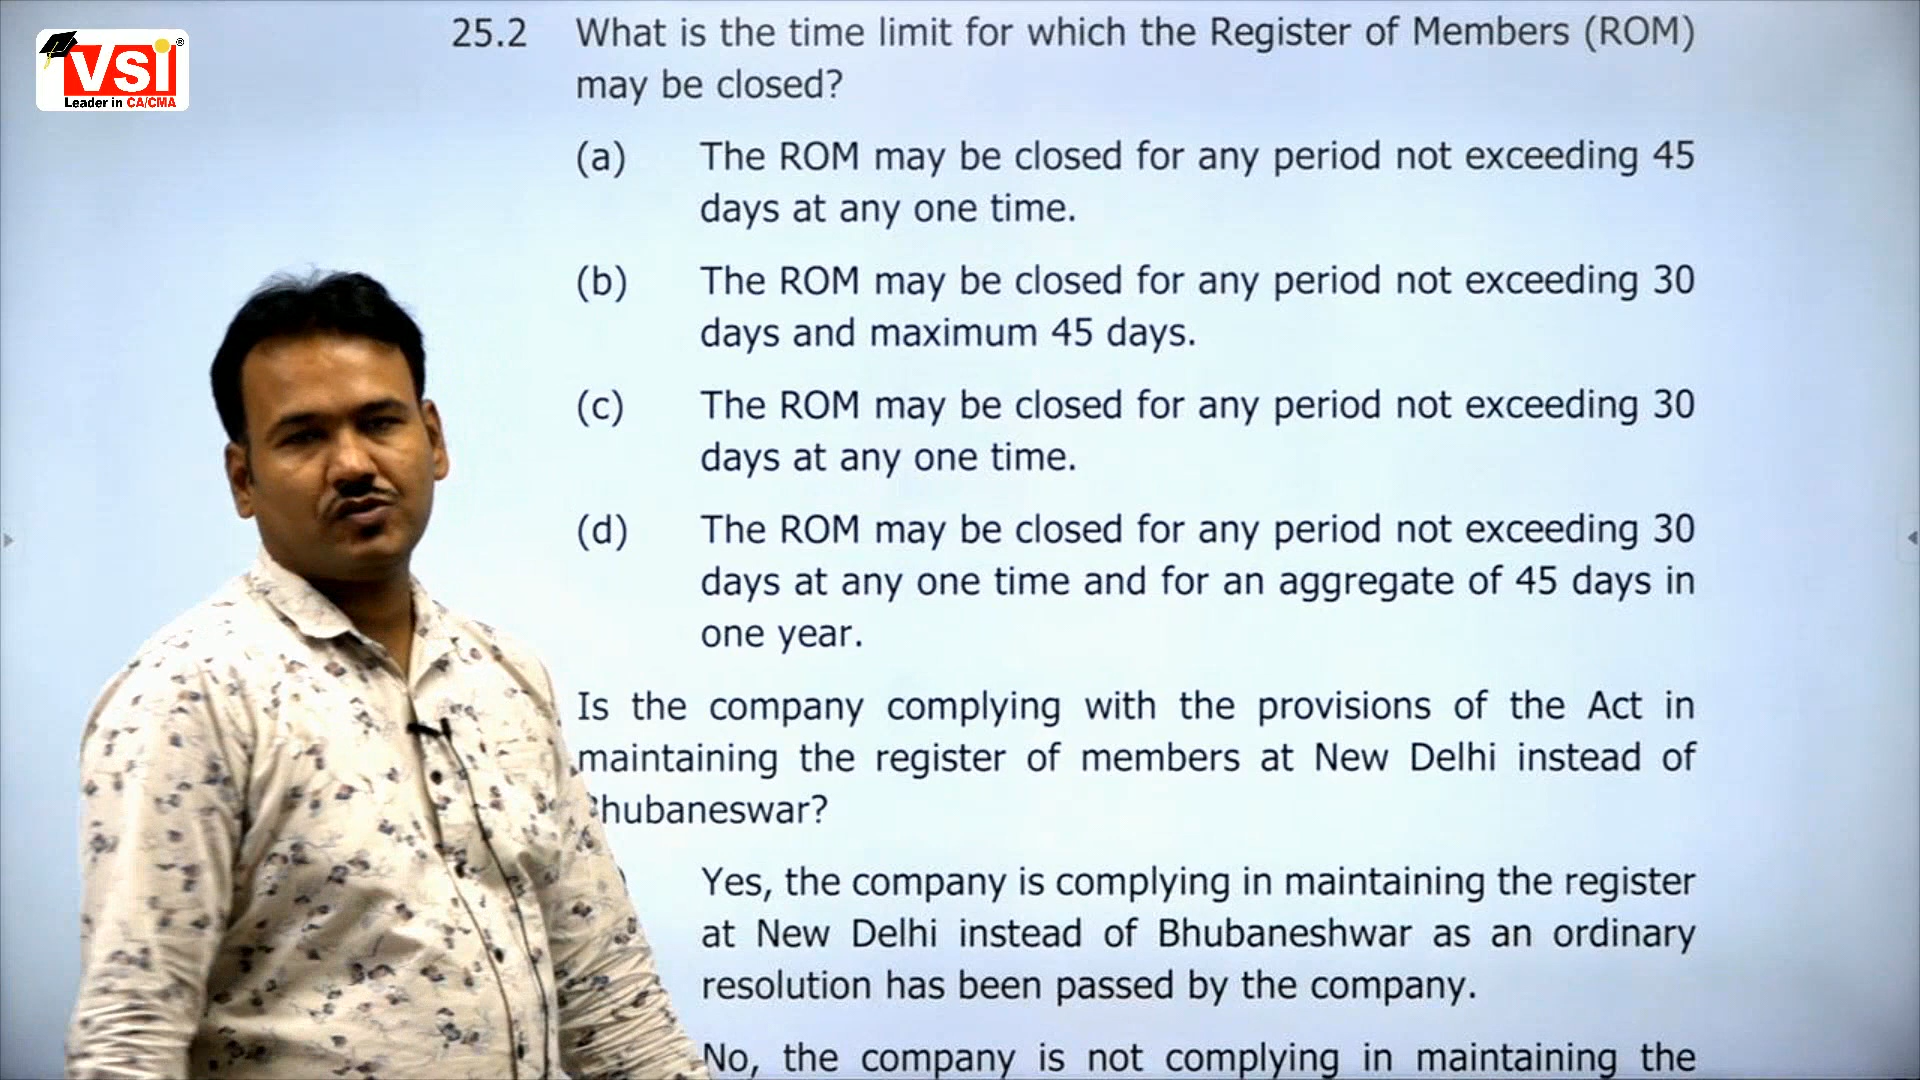 VSI®
Leader in CA/CMA
25.2 What is the time limit for which the Register of Members (ROM)
may be closed?
(a) The ROM may be closed for any period not exceeding 45
days at any one time.
(b) The ROM may be closed for any period not exceeding 30
days and maximum 45 days.
(c) The ROM may be closed for any period not exceeding 30
days at any one time.
(d) The ROM may be closed for any period not exceeding 30
days at any one time and for an aggregate of 45 days in
one year.
Is the company complying with the provisions of the Act in
maintaining the register of members at New Delhi instead of
hubaneswar?
Yes, the company is complying in maintaining the register
at New Delhi instead of Bhubaneshwar as an ordinary
resolution has been passed by the company.
No, the company is not complying in maintaining the